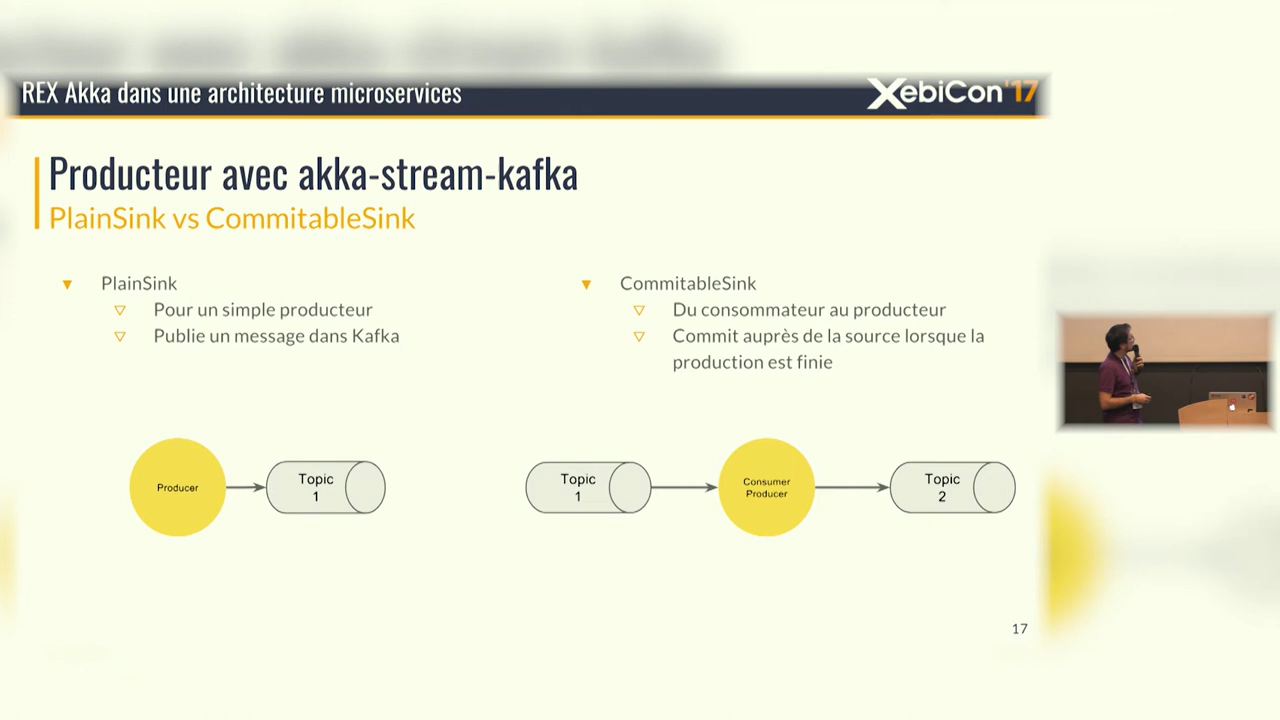 REX Akka dans une architecture microservices
XebiCon'17
Producteur avec akka-stream-kafka
PlainSink vs CommitableSink
PlainSink
Pour un simple producteur
Publie un message dans Kafka
CommitableSink
Du consommateur au producteur
Commit auprès de la source lorsque la
production est finie
Producer
Topic
1
Topic
1
Consumer
Producer
Topic
2
17